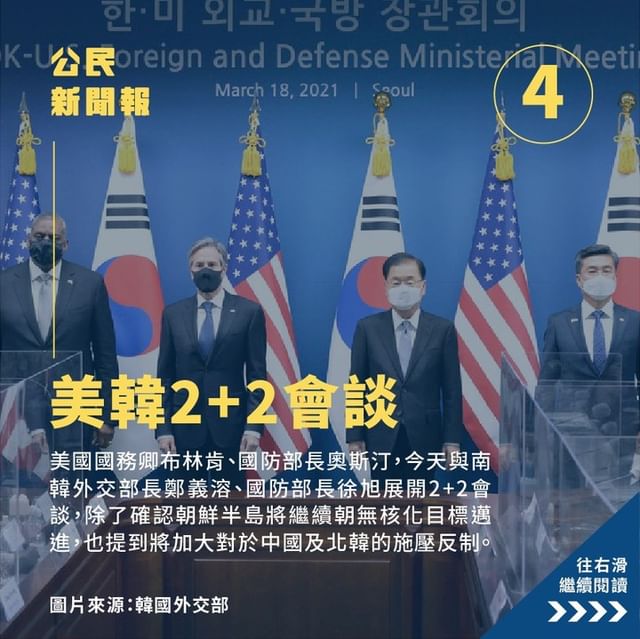 한·미 외교·국방 장관회의
OK-U.S. Foreign and Defense Ministerial Meetin
March 18, 2021 | Seoul
公民
新聞報
4
美韓2+2會談
美國國務卿布林肯、國防部長奧斯汀，今天與南
韓外交部長鄭義溶、國防部長徐旭展開2+2會
談，除了確認朝鮮半島將繼續朝無核化目標邁
進，也提到將加大對於中國及北韓的施壓反制。
圖片來源：韓國外交部
往右滑
繼續閱讀